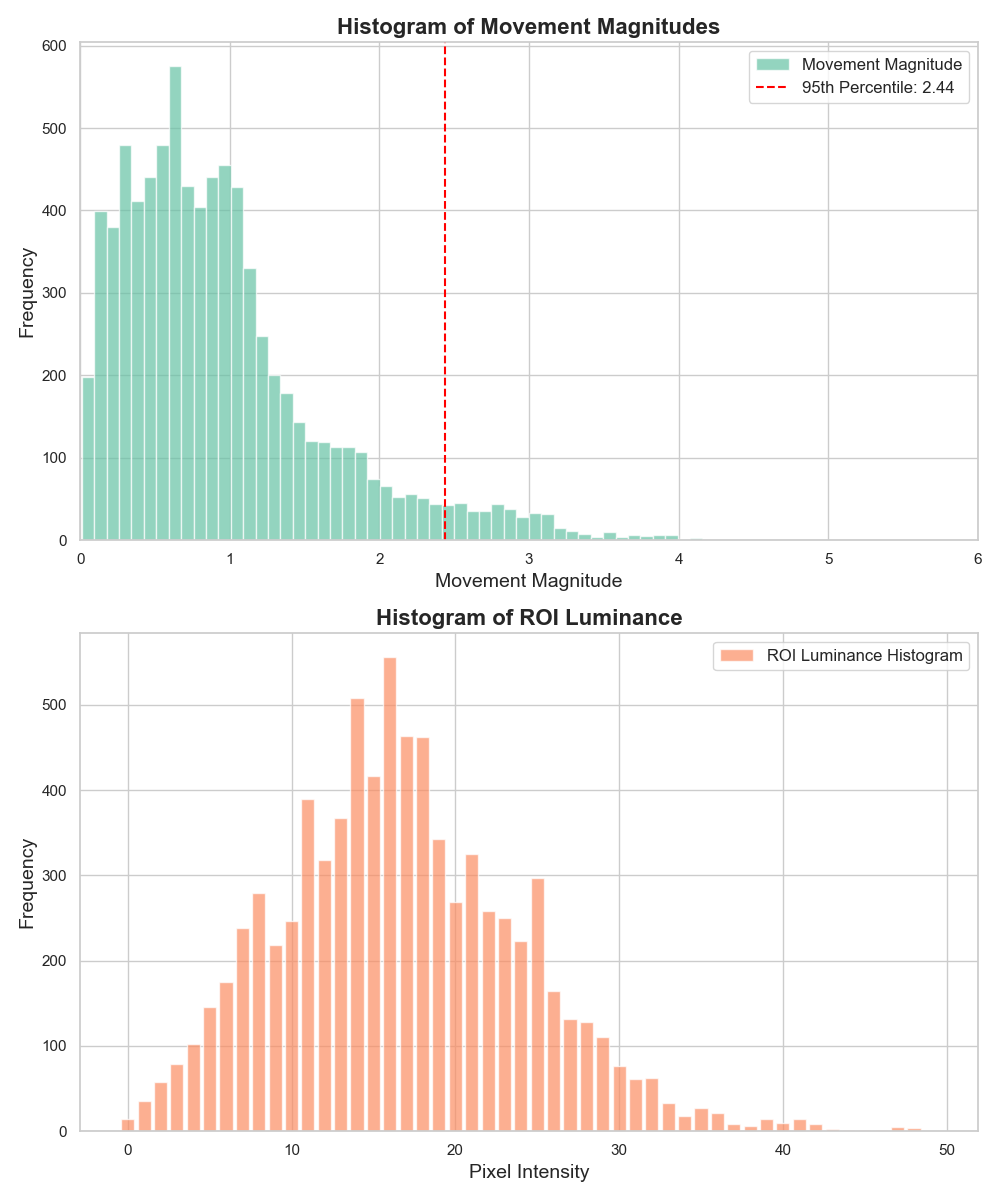 Histogram of Movement Magnitudes
Movement Magnitude
95th Percentile: 2.44
Frequency
600
500
400
300
200
100
0
0 1 2 3 4 5 6
Movement Magnitude
Histogram of ROI Luminance
ROI Luminance Histogram
Frequency
500
400
300
200
100
0
0 10 20 30 40 50
Pixel Intensity